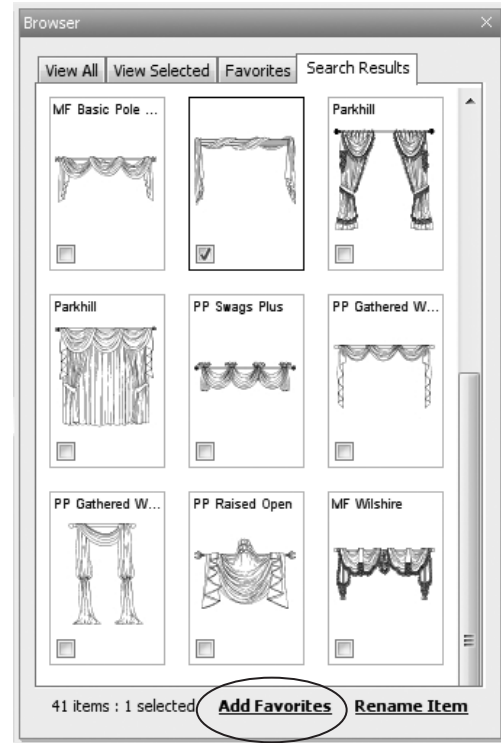 Browser
View All View Selected Favorites Search Results
MF Basic Pole ...
Parkhill
Parkhill
PP Swags Plus
PP Gathered W...
PP Gathered W...
PP Raised Open
MF Wilshire
41 items : 1 selected Add Favorites Rename Item